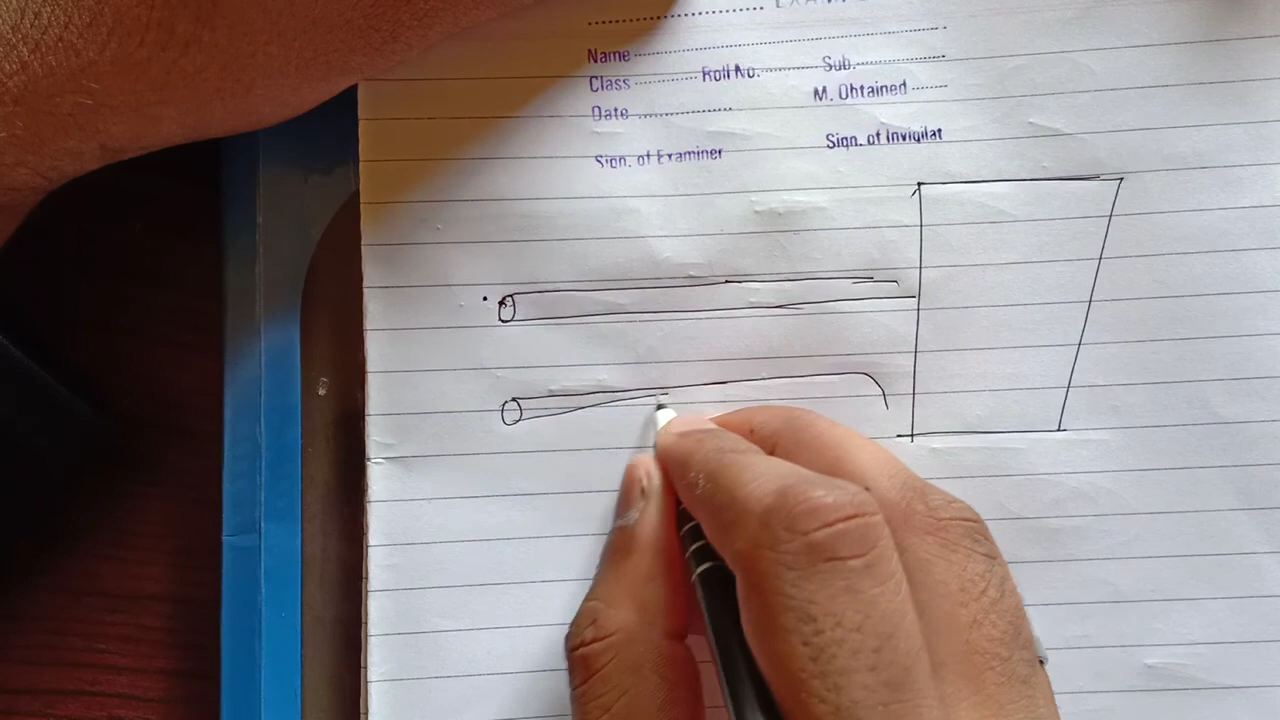 Name
Class Roll No. Sub.
M. Obtained
Date
Sign. of Examiner Sign. of Invigilat